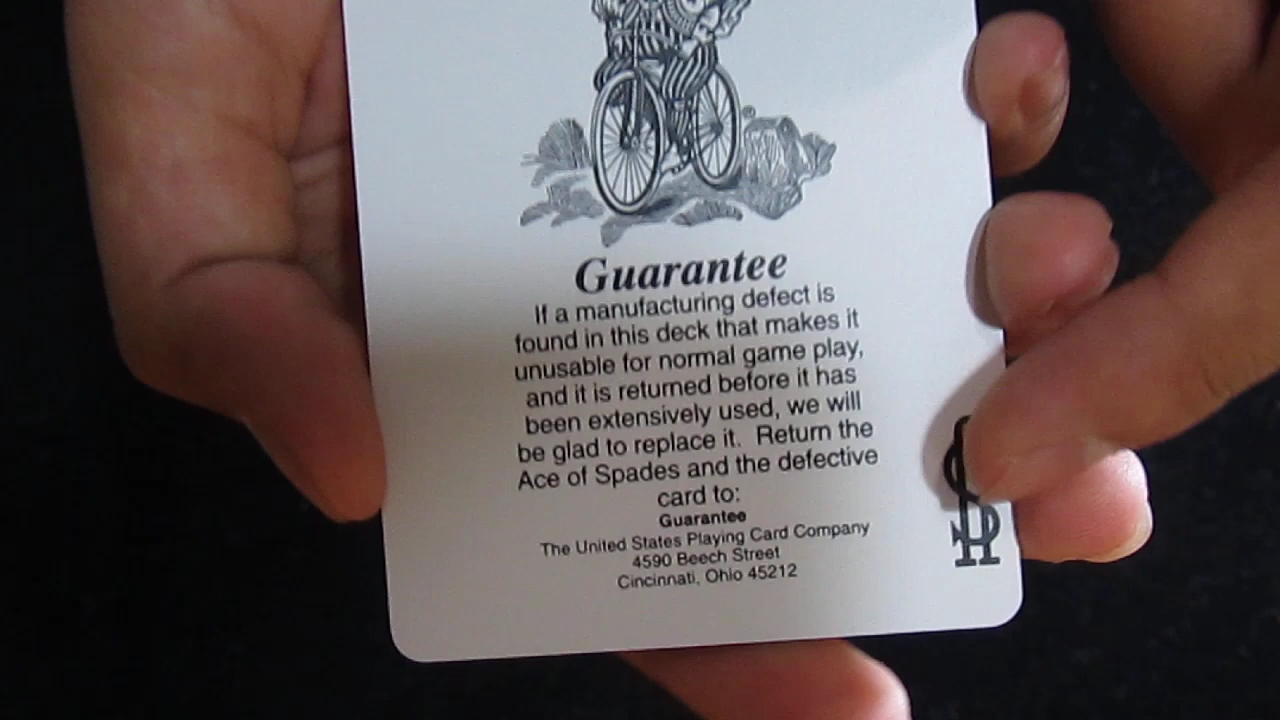 ®
Guarantee
If a manufacturing defect is
found in this deck that makes it
unusable for normal game play,
and it is returned before it has
been extensively used, we will
be glad to replace it. Return the
Ace of Spades and the defective
card to:
Guarantee
The United States Playing Card Company
4590 Beech Street
Cincinnati, Ohio 45212